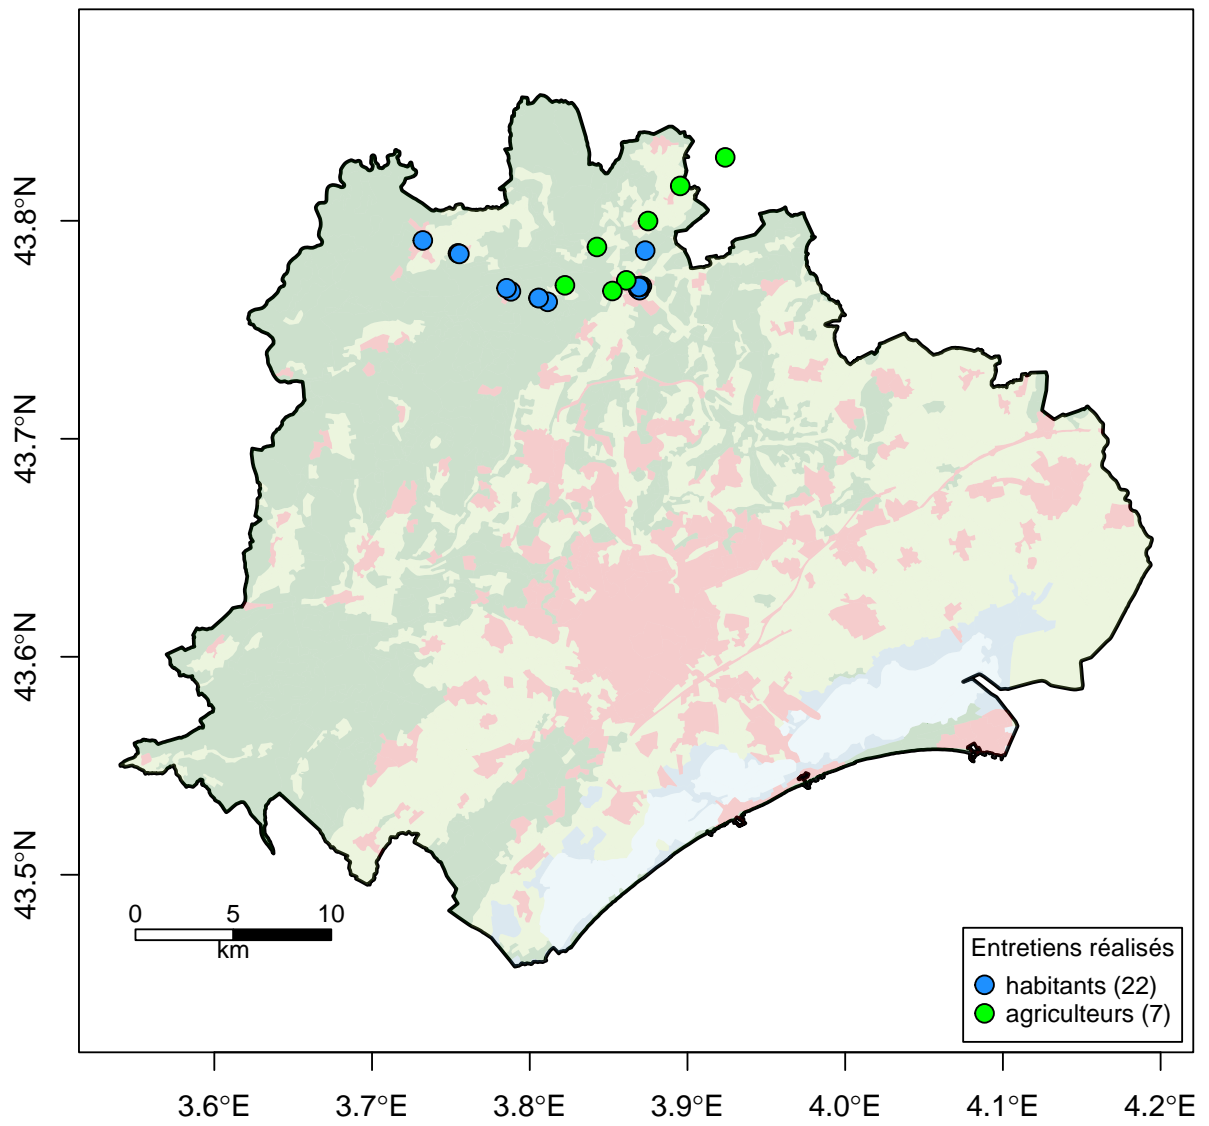 43.8°N
43.7°N
43.6°N
43.5°N
0 5 10
km
Entretiens réalisés
habitants (22)
agriculteurs (7)
3.6°E 3.7°E 3.8°E 3.9°E 4.0°E 4.1°E 4.2°E